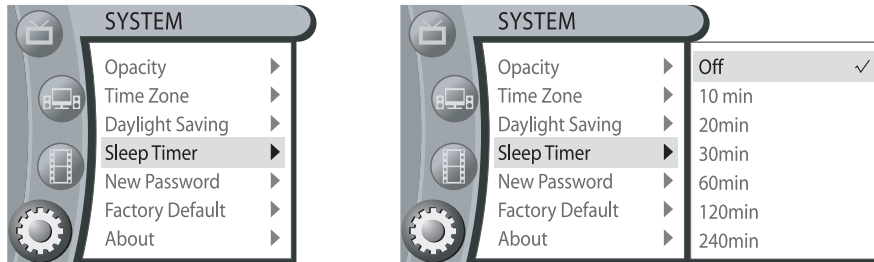 SYSTEM
Opacity
Time Zone
Daylight Saving
Sleep Timer
New Password
Factory Default
About
SYSTEM
Opacity
Time Zone
Daylight Saving
Sleep Timer
New Password
Factory Default
About
Off
10 min
20min
30min
60min
120min
240min